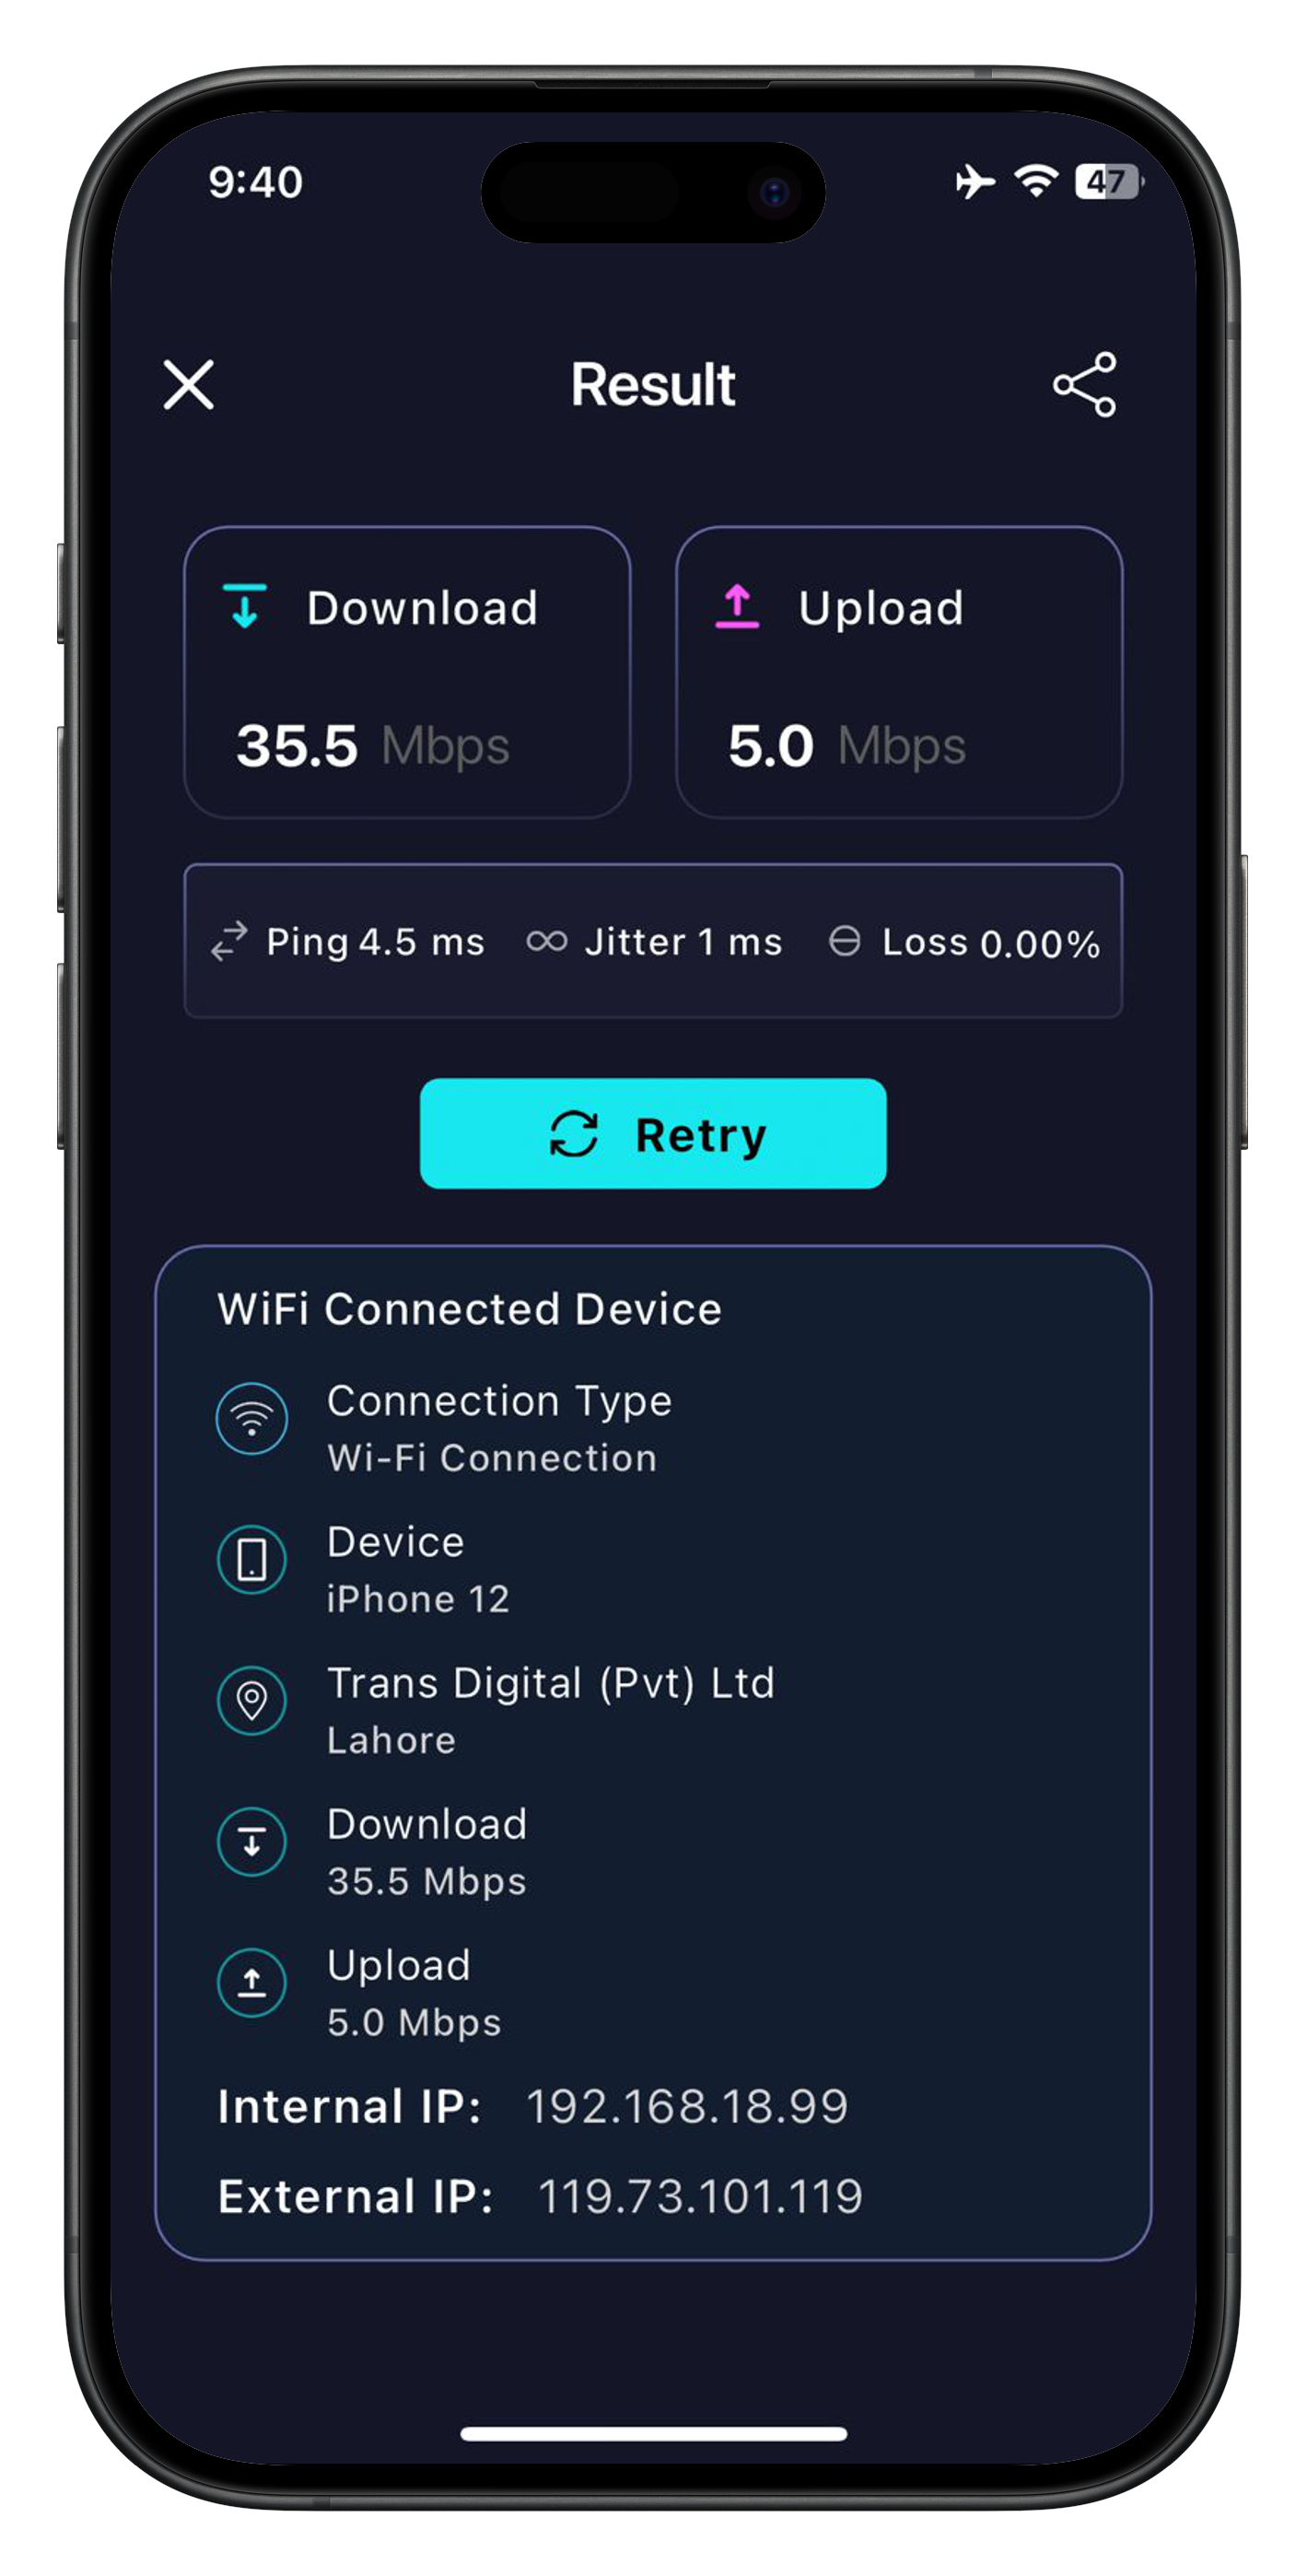 9:40
47
Result
Download
Upload
35.5 Mbps
5.0 Mbps
Ping 4.5 ms
Jitter 1 ms
Loss 0.00%
Retry
WiFi Connected Device
Connection Type
Wi-Fi Connection
Device
iPhone 12
Trans Digital (Pvt) Ltd
Lahore
Download
35.5 Mbps
Upload
5.0 Mbps
Internal IP: 192.168.18.99
External IP: 119.73.101.119